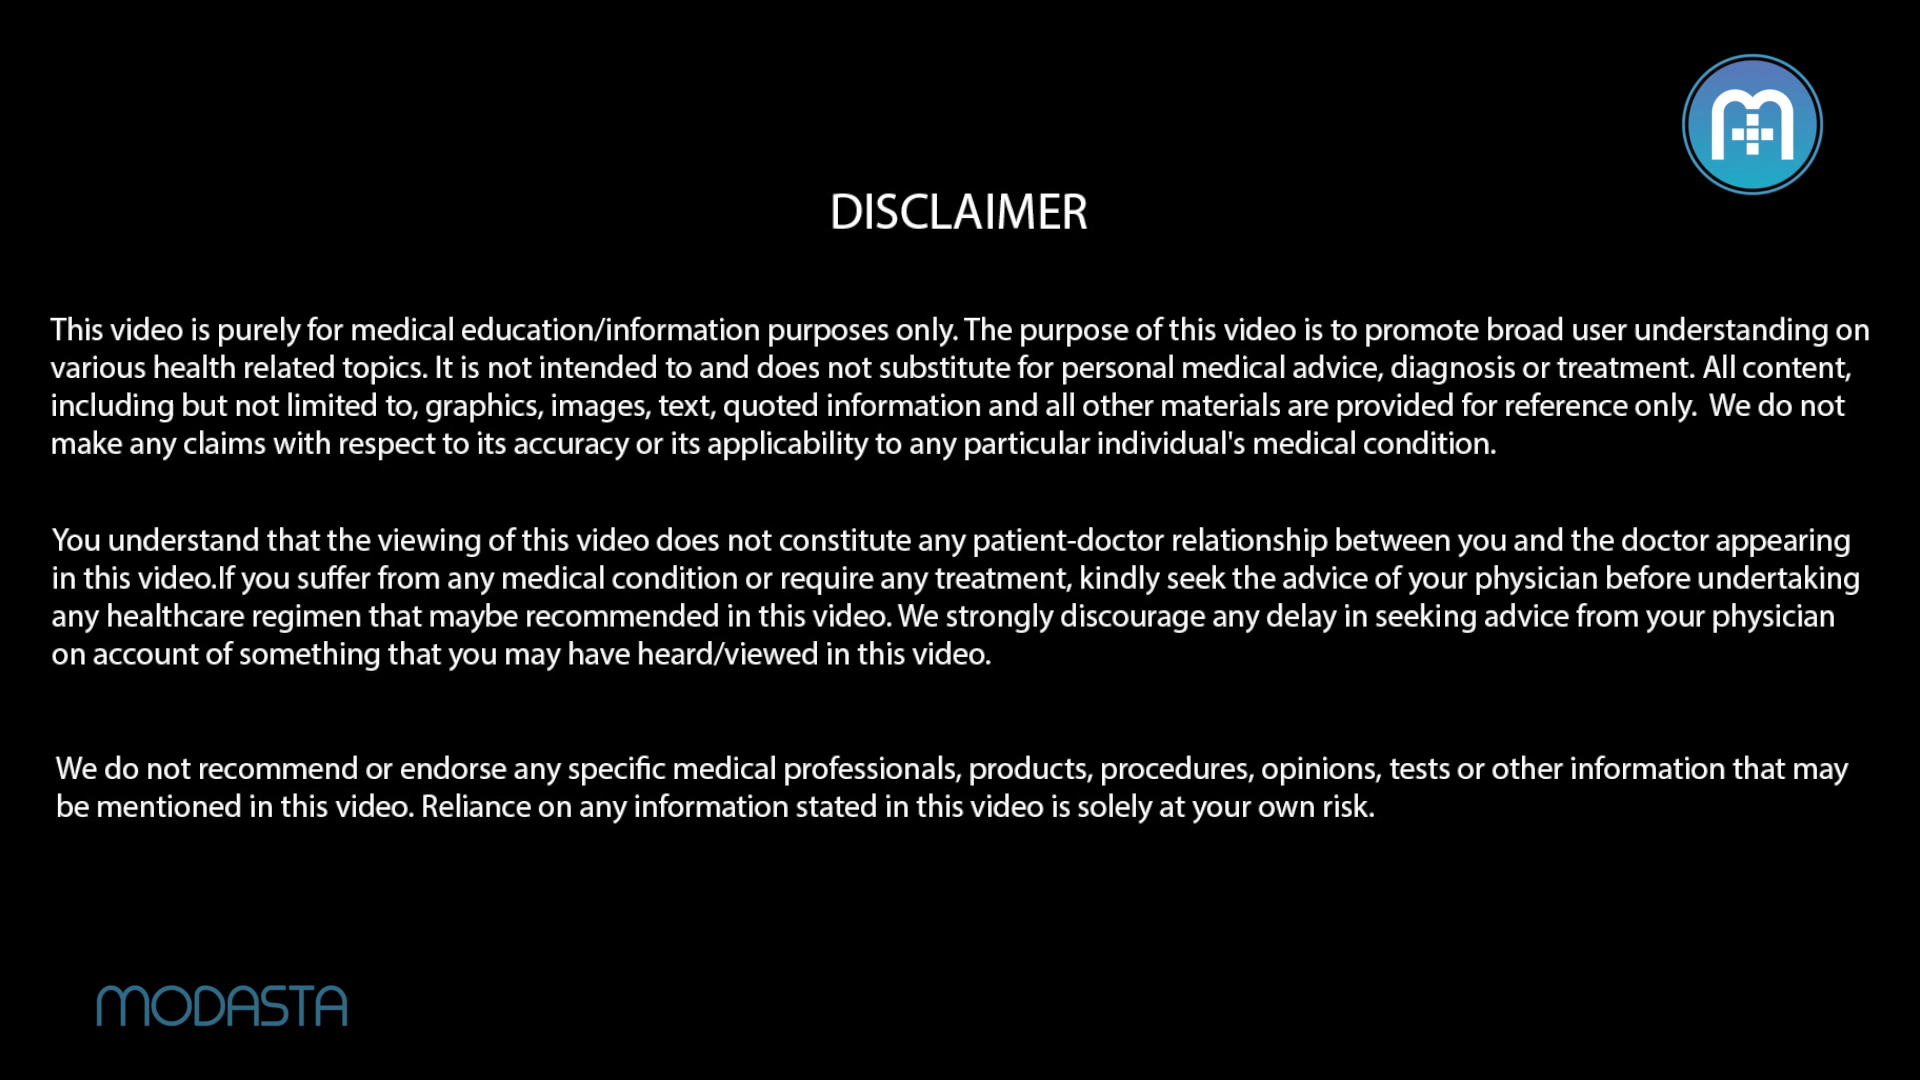 DISCLAIMER
This video is purely for medical education/information purposes only. The purpose of this video is to promote broad user understanding on
various health related topics. It is not intended to and does not substitute for personal medical advice, diagnosis or treatment. All content,
including but not limited to, graphics, images, text, quoted information and all other materials are provided for reference only.  We do not
make any claims with respect to its accuracy or its applicability to any particular individual's medical condition.
You understand that the viewing of this video does not constitute any patient-doctor relationship between you and the doctor appearing
in this video.If you suffer from any medical condition or require any treatment, kindly seek the advice of your physician before undertaking
any healthcare regimen that maybe recommended in this video. We strongly discourage any delay in seeking advice from your physician
on account of something that you may have heard/viewed in this video.
We do not recommend or endorse any specific medical professionals, products, procedures, opinions, tests or other information that may
be mentioned in this video. Reliance on any information stated in this video is solely at your own risk.
MODASTA